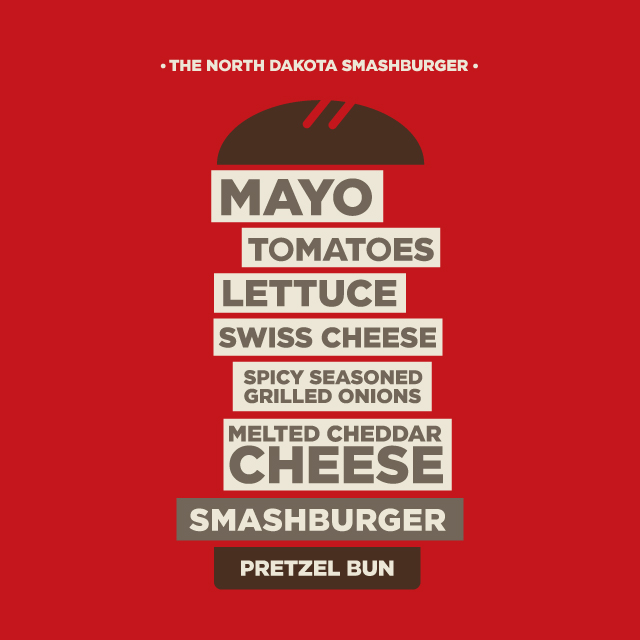 • THE NORTH DAKOTA SMASHBURGER •
MAYO
TOMATOES
LETTUCE
SWISS CHEESE
SPICY SEASONED
GRILLED ONIONS
MELTED CHEDDAR
CHEESE
SMASHBURGER
PRETZEL BUN